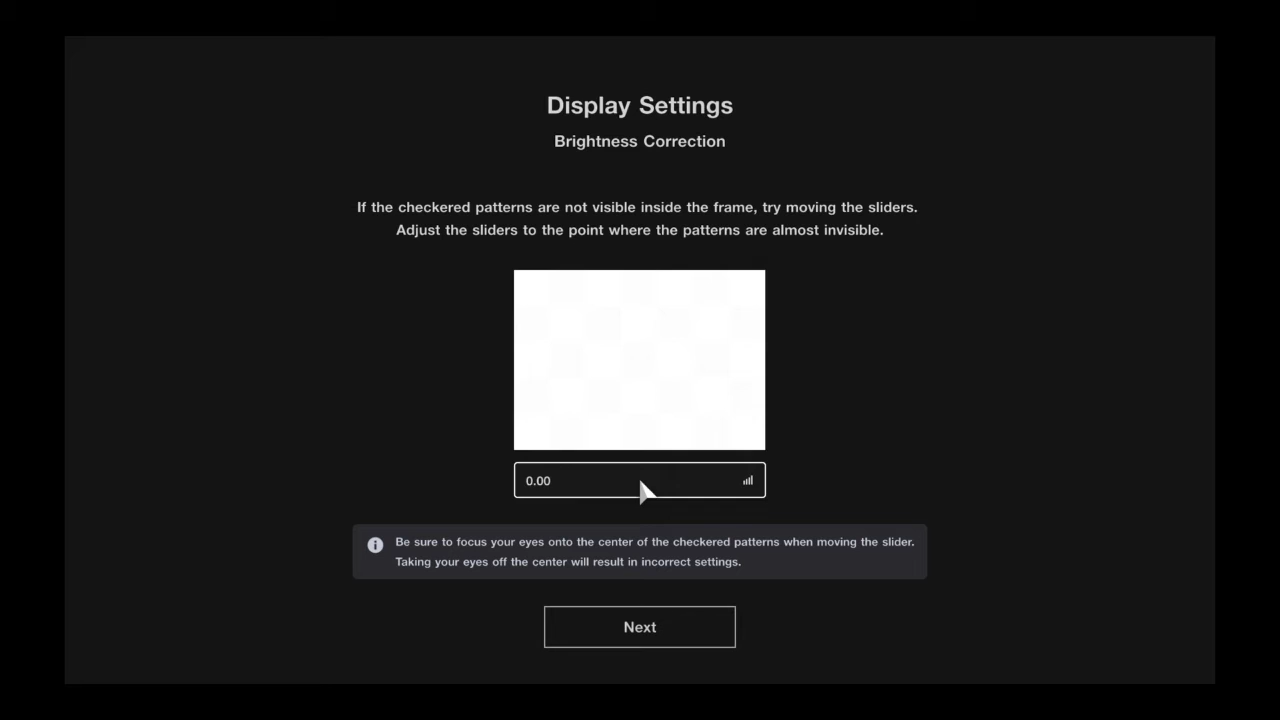 Display Settings
Brightness Correction
If the checkered patterns are not visible inside the frame, try moving the sliders.
Adjust the sliders to the point where the patterns are almost invisible.
0.00
Be sure to focus your eyes onto the center of the checkered patterns when moving the slider.
Taking your eyes off the center will result in incorrect settings.
Next